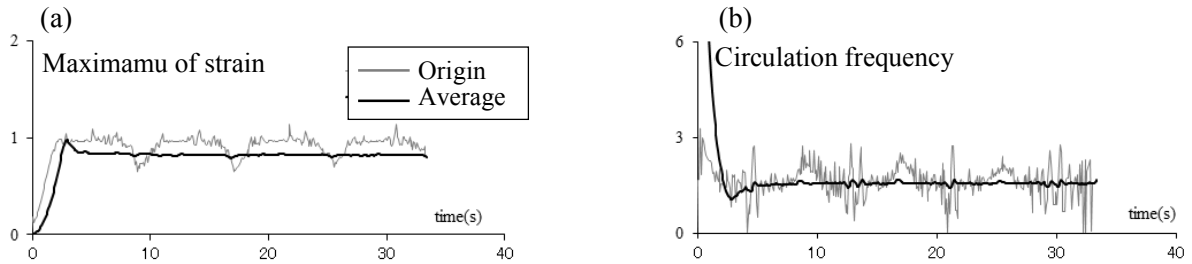 (a)
2
Maximamu of strain
Origin
Average
1
time(s)
0
0 10 20 30 40
(b)
6
Circulation frequency
3
time(s)
0
0 10 20 30 40